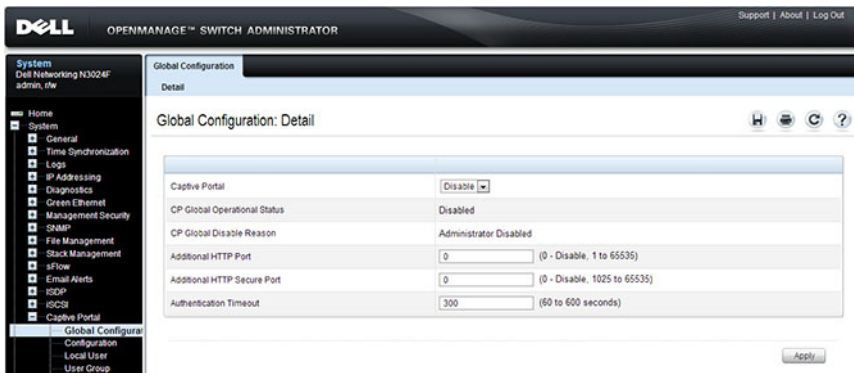 Support | About | Log Out
DELL OPENMANAGE™ SWITCH ADMINISTRATOR
System
Dell Networking N3024F
admin, r/w
Home
System
General
Time Synchronization
Logs
IP Addressing
Diagnostics
Green Ethernet
Management Security
SNMP
File Management
Stack Management
sFlow
Email Alerts
ISDP
iSCSI
Captive Portal
Global Configurat
Configuration
Local User
User Group
Global Configuration
Detail
Global Configuration: Detail
Captive Portal Disable
CP Global Operational Status Disabled
CP Global Disable Reason Administrator Disabled
Additional HTTP Port 0 (0 - Disable, 1 to 65535)
Additional HTTP Secure Port 0 (0 - Disable, 1025 to 65535)
Authentication Timeout 300 (60 to 600 seconds)
Apply